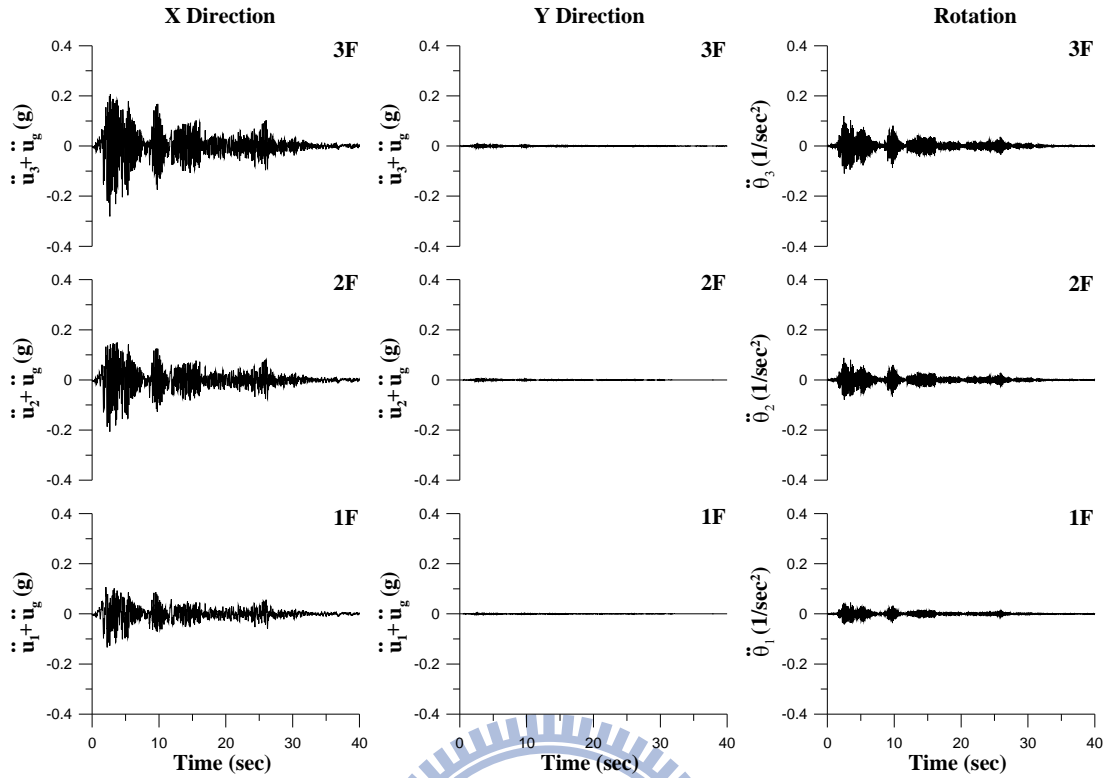 X Direction
Y Direction
Rotation
3F
0.4
0.2
0
-0.2
-0.4
ü₃+ ü_g (g)
3F
0.4
0.2
0
-0.2
-0.4
ü₃+ ü_g (g)
3F
0.4
0.2
0
-0.2
-0.4
θ̈₃ (1/sec²)
2F
0.4
0.2
0
-0.2
-0.4
ü₂+ ü_g (g)
2F
0.4
0.2
0
-0.2
-0.4
ü₂+ ü_g (g)
2F
0.4
0.2
0
-0.2
-0.4
θ̈₂ (1/sec²)
1F
0.4
0.2
0
-0.2
-0.4
ü₁+ ü_g (g)
0 10 20 30 40
Time (sec)
1F
0.4
0.2
0
-0.2
-0.4
ü₁+ ü_g (g)
0 10 20 30 40
Time (sec)
1F
0.4
0.2
0
-0.2
-0.4
θ̈₁ (1/sec²)
0 10 20 30 40
Time (sec)